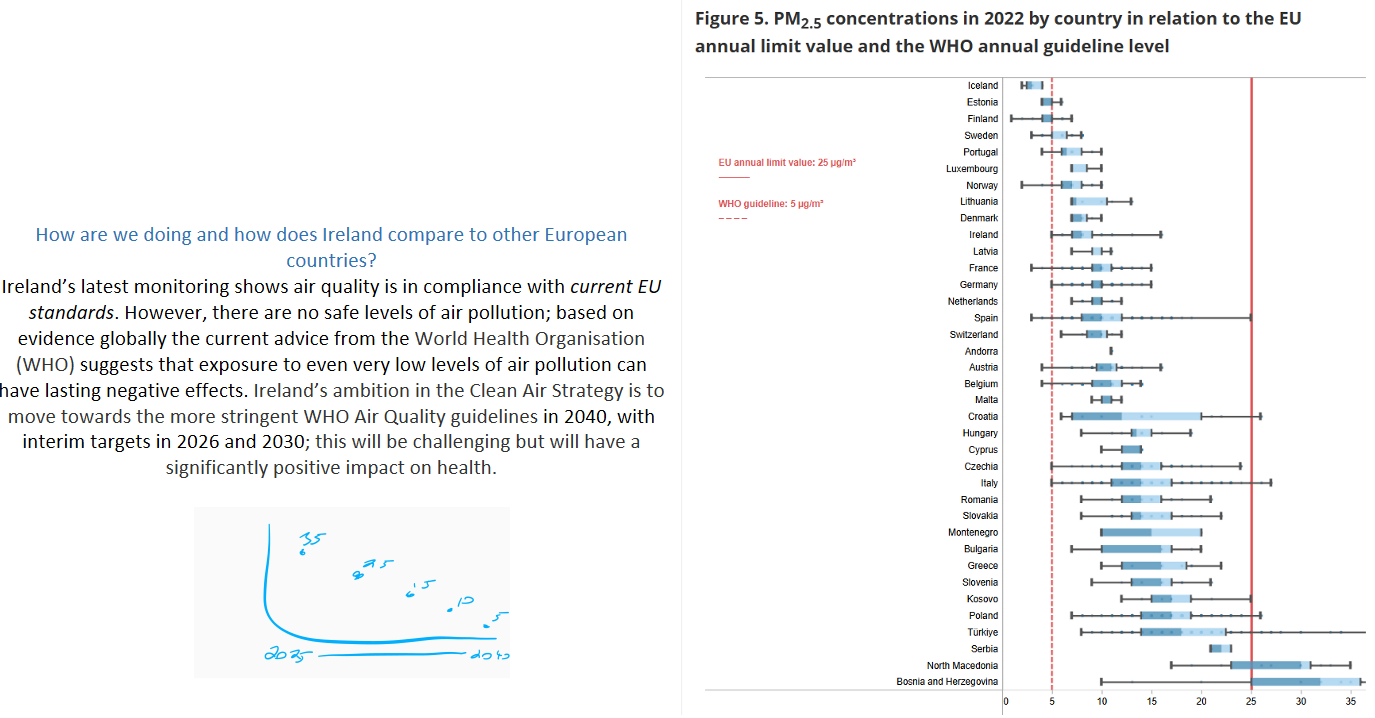 How are we doing and how does Ireland compare to other European
countries?
Ireland’s latest monitoring shows air quality is in compliance with current EU
standards. However, there are no safe levels of air pollution; based on
evidence globally the current advice from the World Health Organisation
(WHO) suggests that exposure to even very low levels of air pollution can
have lasting negative effects. Ireland’s ambition in the Clean Air Strategy is to
move towards the more stringent WHO Air Quality guidelines in 2040, with
interim targets in 2026 and 2030; this will be challenging but will have a
significantly positive impact on health.
35
15
10
5
2040
Figure 5. PM2.5 concentrations in 2022 by country in relation to the EU
annual limit value and the WHO annual guideline level
EU annual limit value: 25 µg/m³
WHO guideline: 5 µg/m³
Iceland
Estonia
Finland
Sweden
Portugal
Luxembourg
Norway
Lithuania
Denmark
Ireland
Latvia
France
Germany
Netherlands
Spain
Switzerland
Andorra
Austria
Belgium
Malta
Croatia
Hungary
Cyprus
Czechia
Italy
Romania
Slovakia
Montenegro
Bulgaria
Greece
Slovenia
Kosovo
Poland
Türkiye
Serbia
North Macedonia
Bosnia and Herzegovina
0 5 10 15 20 25 30 35